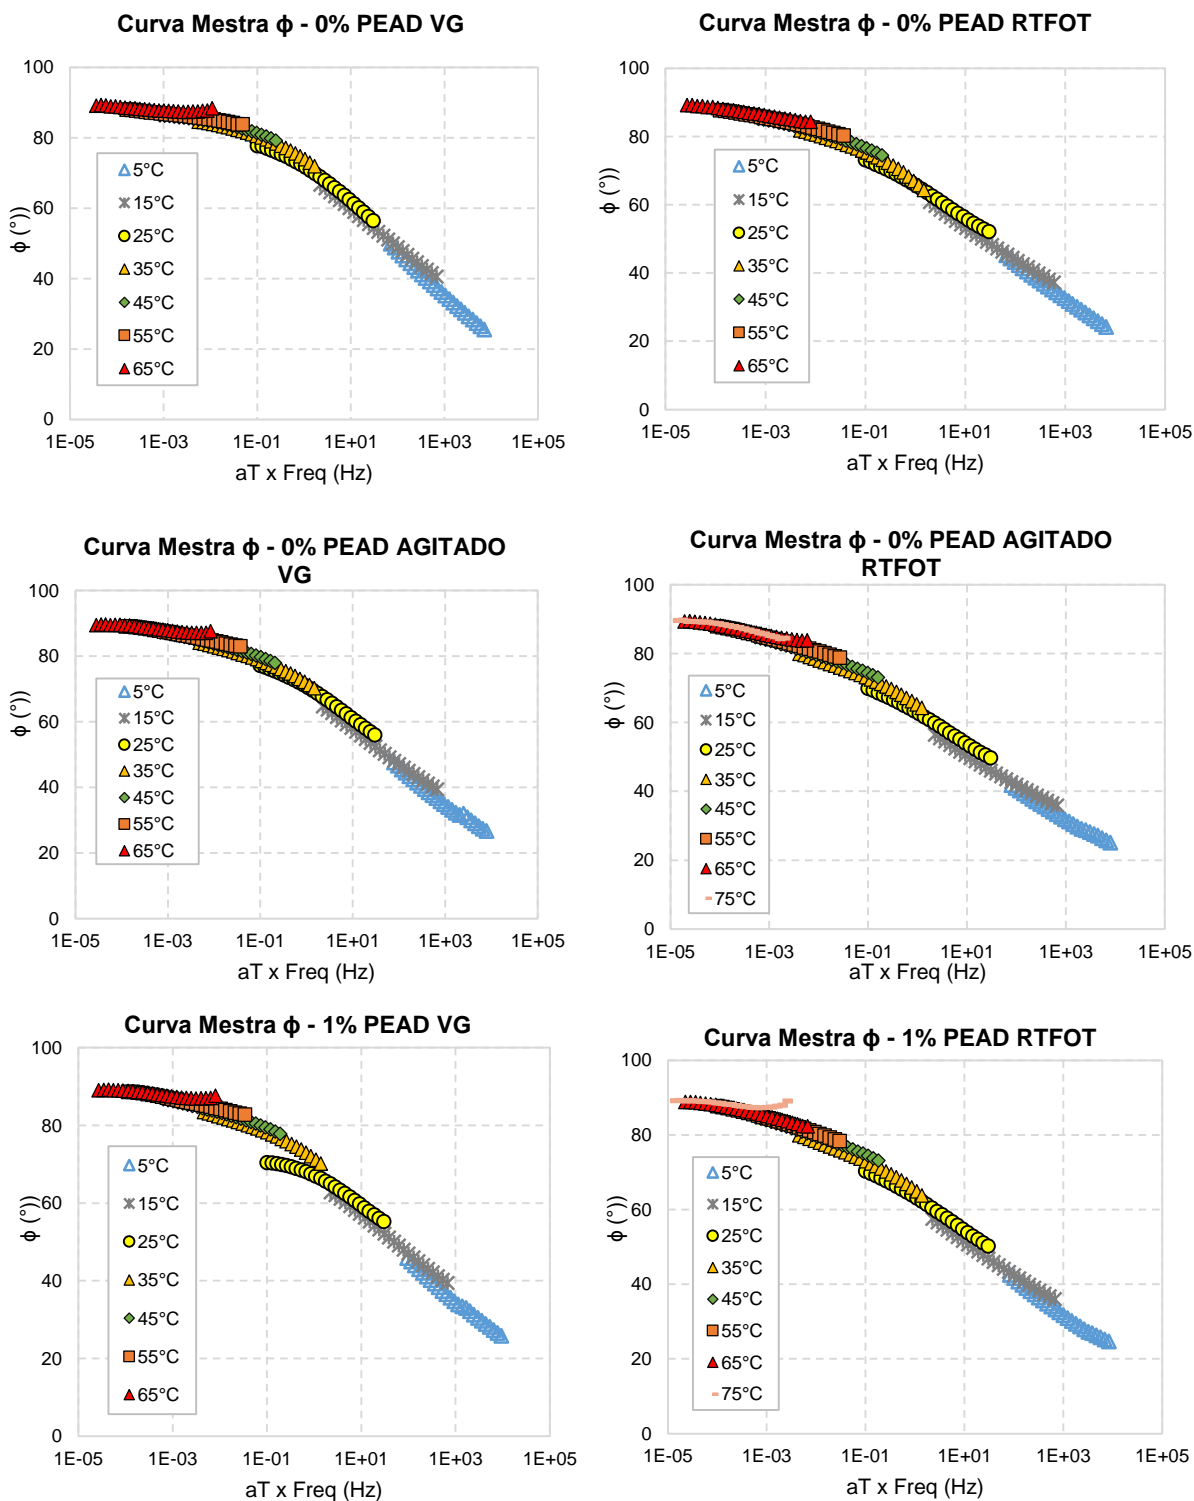 Curva Mestra ϕ - 0% PEAD VG
100
80
60
40
20
0
ϕ (°))
5°C
15°C
25°C
35°C
45°C
55°C
65°C
1E-05 1E-03 1E-01 1E+01 1E+03 1E+05
aT x Freq (Hz)
Curva Mestra ϕ - 0% PEAD RTFOT
100
80
60
40
20
0
ϕ (°))
5°C
15°C
25°C
35°C
45°C
55°C
65°C
1E-05 1E-03 1E-01 1E+01 1E+03 1E+05
aT x Freq (Hz)
Curva Mestra ϕ - 0% PEAD AGITADO
VG
100
80
60
40
20
0
ϕ (°))
5°C
15°C
25°C
35°C
45°C
55°C
65°C
1E-05 1E-03 1E-01 1E+01 1E+03 1E+05
aT x Freq (Hz)
Curva Mestra ϕ - 0% PEAD AGITADO
RTFOT
100
80
60
40
20
0
ϕ (°))
5°C
15°C
25°C
35°C
45°C
55°C
65°C
75°C
1E-05 1E-03 1E-01 1E+01 1E+03 1E+05
aT x Freq (Hz)
Curva Mestra ϕ - 1% PEAD VG
100
80
60
40
20
0
ϕ (°))
5°C
15°C
25°C
35°C
45°C
55°C
65°C
1E-05 1E-03 1E-01 1E+01 1E+03 1E+05
aT x Freq (Hz)
Curva Mestra ϕ - 1% PEAD RTFOT
100
80
60
40
20
0
ϕ (°))
5°C
15°C
25°C
35°C
45°C
55°C
65°C
75°C
1E-05 1E-03 1E-01 1E+01 1E+03 1E+05
aT x Freq (Hz)